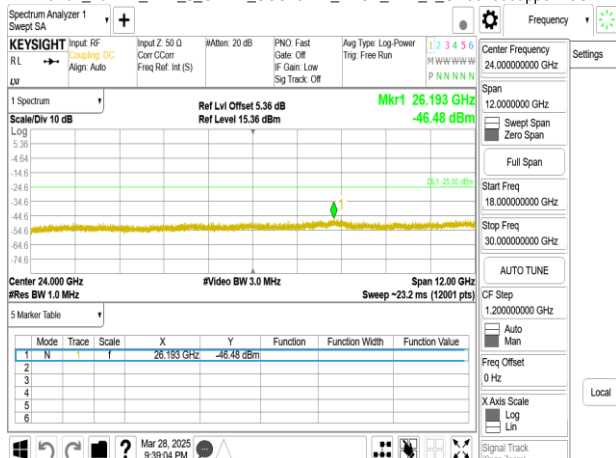 Spectrum Analyzer 1
Swept SA
+
Frequency
KEYSIGHT
RL
Input: RF
Coupling: DC
Align: Auto
Input Z: 50 Ω
Corr CCorr
Freq Ref: Int (S)
#Atten: 20 dB
PNO: Fast
Gate: Off
IF Gain: Low
Sig Track: Off
Avg Type: Log-Power
Trig: Free Run
1 2 3 4 5 6
M W W W W W
P N N N N N
1 Spectrum
Scale/Div 10 dB
Ref Lvl Offset 5.36 dB
Ref Level 15.36 dBm
Mkr1 26.193 GHz
-46.48 dBm
Log
5.36
-4.64
-14.6
-24.6
-34.6
-44.6
-54.6
-64.6
-74.6
DL1 -25.00 dBm
1
Center 24.000 GHz
#Res BW 1.0 MHz
#Video BW 3.0 MHz
Span 12.00 GHz
Sweep ~23.2 ms (12001 pts)
5 Marker Table
Mode Trace Scale X Y Function Function Width Function Value
1 N 1 f 26.193 GHz -46.48 dBm
2
3
4
5
6
Mar 28, 2025
9:39:04 PM
?
Center Frequency
24.000000000 GHz
Span
12.0000000 GHz
Swept Span
Zero Span
Full Span
Start Freq
18.000000000 GHz
Stop Freq
30.000000000 GHz
AUTO TUNE
CF Step
1.200000000 GHz
Auto
Man
Freq Offset
0 Hz
X Axis Scale
Log
Lin
Signal Track
Settings
Local